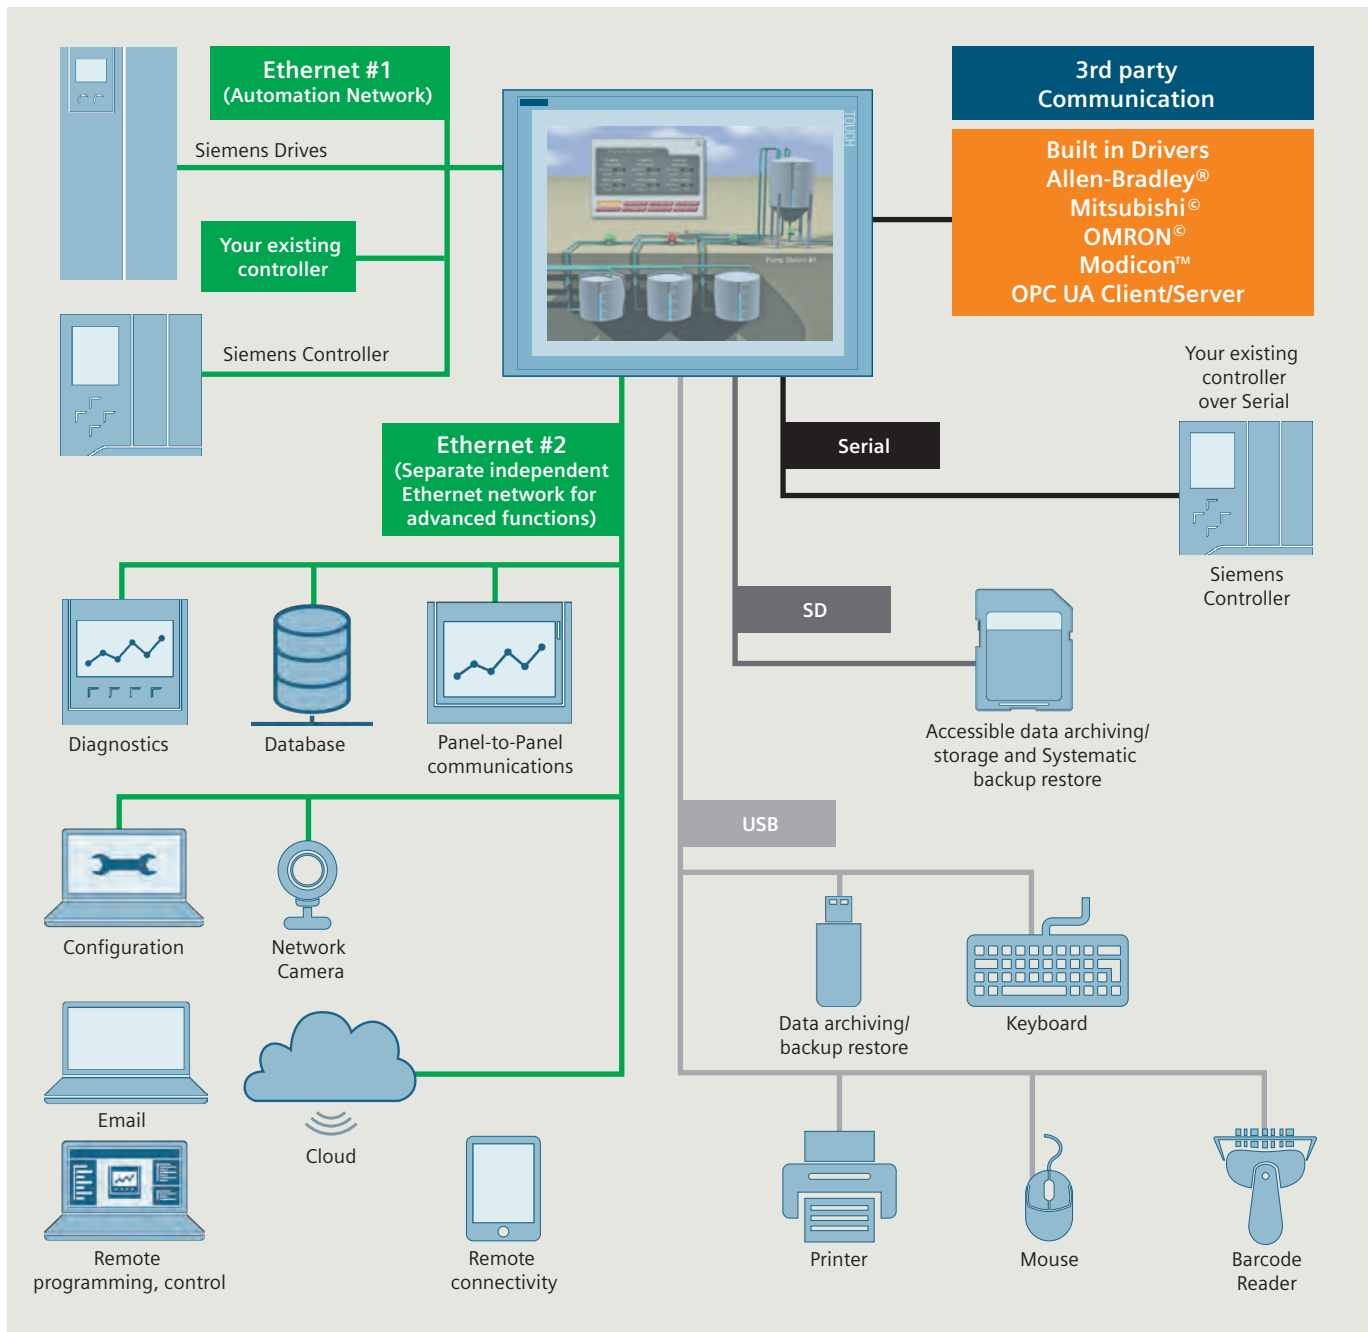 Ethernet #1
(Automation Network)
3rd party
Communication
Siemens Drives
TOUCH
Built in Drivers
Allen-Bradley®
Mitsubishi©
OMRON©
Modicon™
OPC UA Client/Server
Your existing
controller
Pump Station #1
Siemens Controller
Your existing
controller
over Serial
Ethernet #2
(Separate independent
Ethernet network for
advanced functions)
Serial
Siemens
Controller
SD
Diagnostics
Database
Panel-to-Panel
communications
Accessible data archiving/
storage and Systematic
backup restore
USB
Configuration
Network
Camera
Data archiving/
backup restore
Keyboard
Email
Cloud
Remote
programming, control
Remote
connectivity
Printer
Mouse
Barcode
Reader